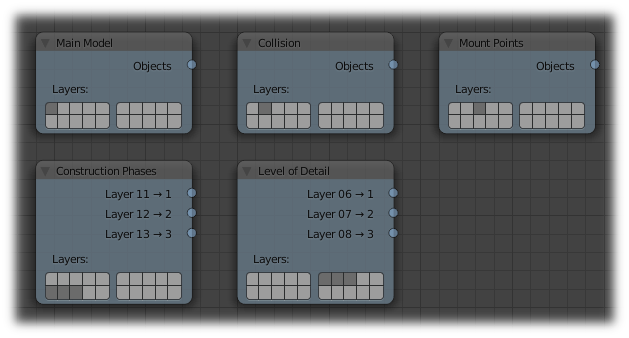 Main Model
Objects
Layers:
Collision
Objects
Layers:
Mount Points
Objects
Layers:
Construction Phases
Layer 11 → 1
Layer 12 → 2
Layer 13 → 3
Layers:
Level of Detail
Layer 06 → 1
Layer 07 → 2
Layer 08 → 3
Layers: